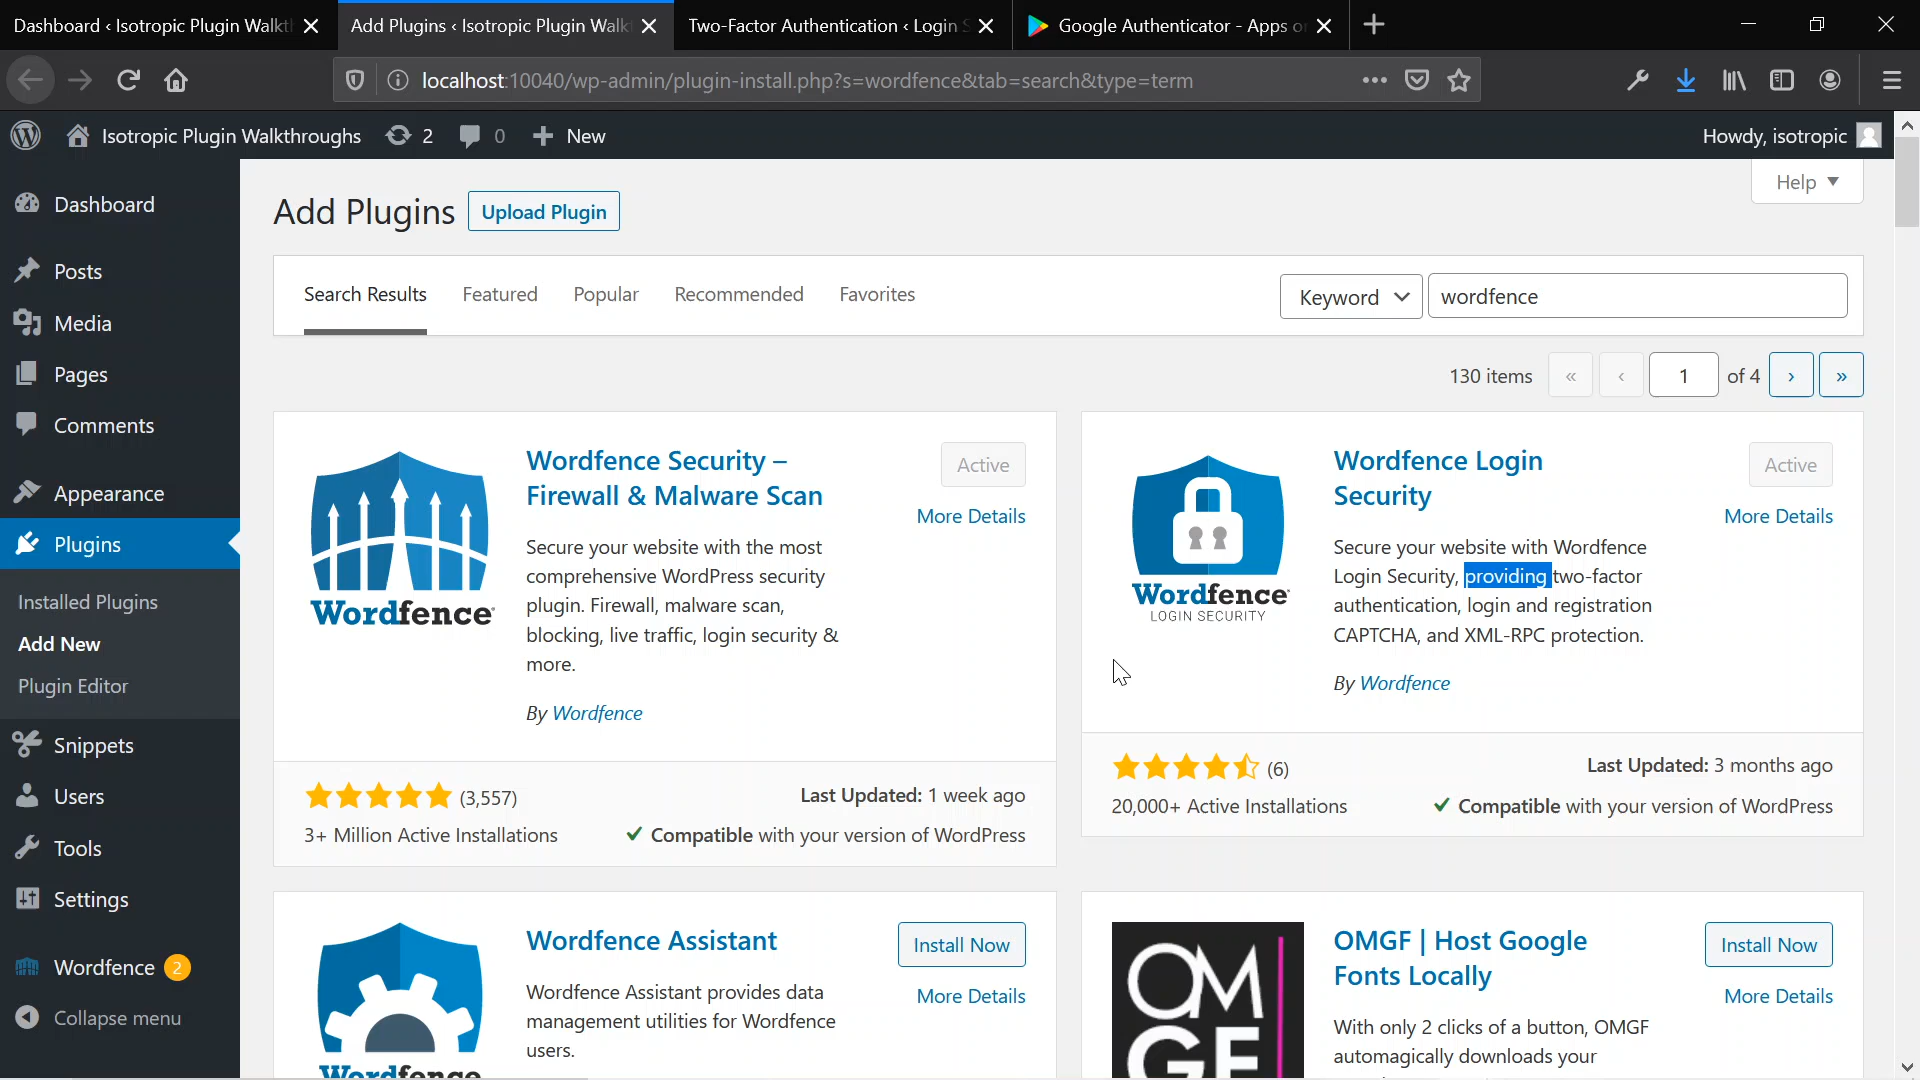 Dashboard ‹ Isotropic Plugin Walkt
Add Plugins ‹ Isotropic Plugin Walk
Two-Factor Authentication ‹ Login
Google Authenticator - Apps o
localhost:10040/wp-admin/plugin-install.php?s=wordfence&tab=search&type=term
Isotropic Plugin Walkthroughs 2 0 New
Howdy, isotropic
Dashboard
Posts
Media
Pages
Comments
Appearance
Plugins
Installed Plugins
Add New
Plugin Editor
Snippets
Users
Tools
Settings
Wordfence 2
Collapse menu
Help
Add Plugins Upload Plugin
Search Results Featured Popular Recommended Favorites Keyword wordfence
130 items « ‹ 1 of 4 › »
Wordfence
Wordfence Security –
Firewall & Malware Scan
Active
More Details
Secure your website with the most
comprehensive WordPress security
plugin. Firewall, malware scan,
blocking, live traffic, login security &
more.
By Wordfence
(3,557)
Last Updated: 1 week ago
3+ Million Active Installations
Compatible with your version of WordPress
Wordfence
LOGIN SECURITY
Wordfence Login
Security
Active
More Details
Secure your website with Wordfence
Login Security, providing two-factor
authentication, login and registration
CAPTCHA, and XML-RPC protection.
By Wordfence
(6)
Last Updated: 3 months ago
20,000+ Active Installations
Compatible with your version of WordPress
Wordfence
Wordfence Assistant
Install Now
More Details
Wordfence Assistant provides data
management utilities for Wordfence
users.
OM
GF
OMGF | Host Google
Fonts Locally
Install Now
More Details
With only 2 clicks of a button, OMGF
automagically downloads your